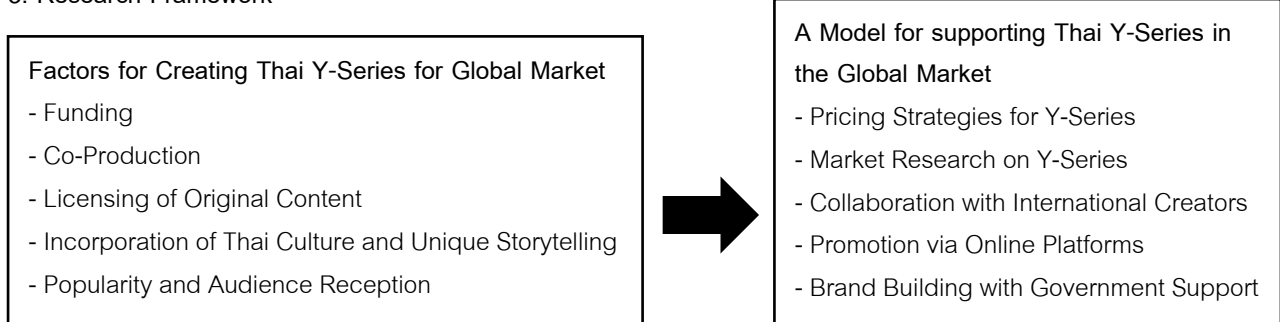 Research Framework
Factors for Creating Thai Y-Series for Global Market
- Funding
- Co-Production
- Licensing of Original Content
- Incorporation of Thai Culture and Unique Storytelling
- Popularity and Audience Reception
A Model for supporting Thai Y-Series in
the Global Market
- Pricing Strategies for Y-Series
- Market Research on Y-Series
- Collaboration with International Creators
- Promotion via Online Platforms
- Brand Building with Government Support